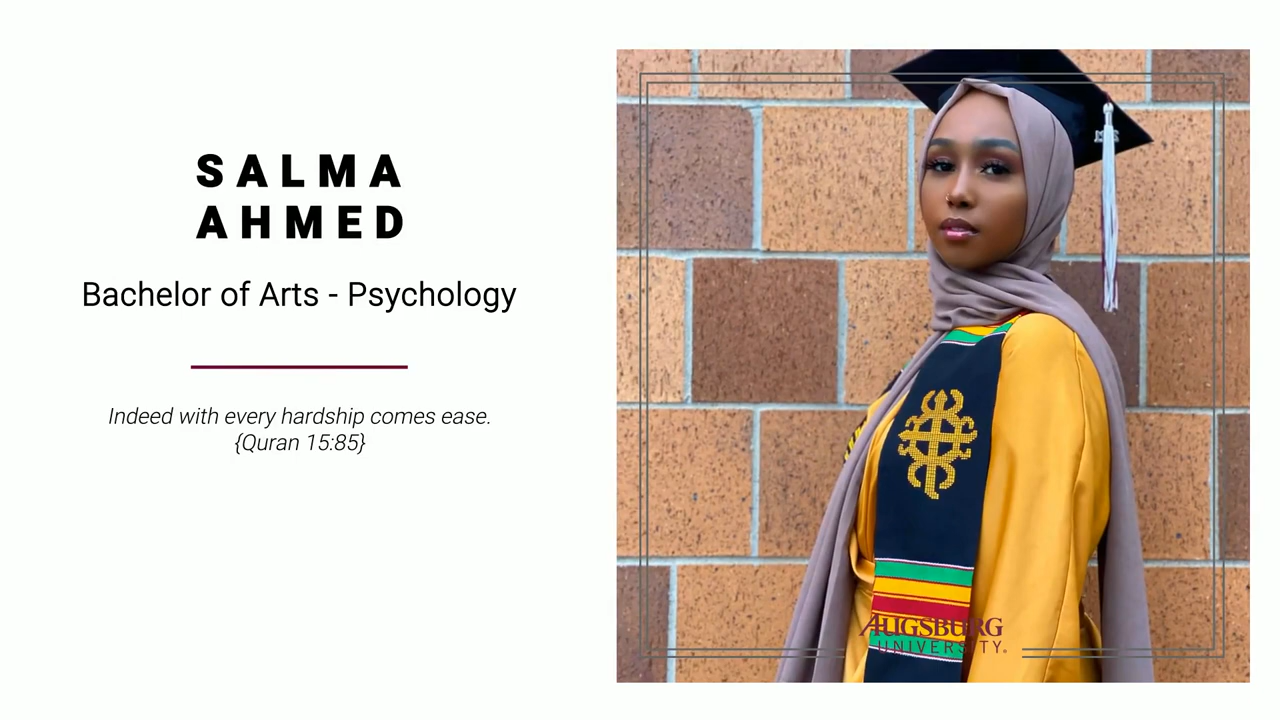 SALMA
AHMED
Bachelor of Arts - Psychology
Indeed with every hardship comes ease.
{Quran 15:85}
AUGSBURG
UNIVERSITY®